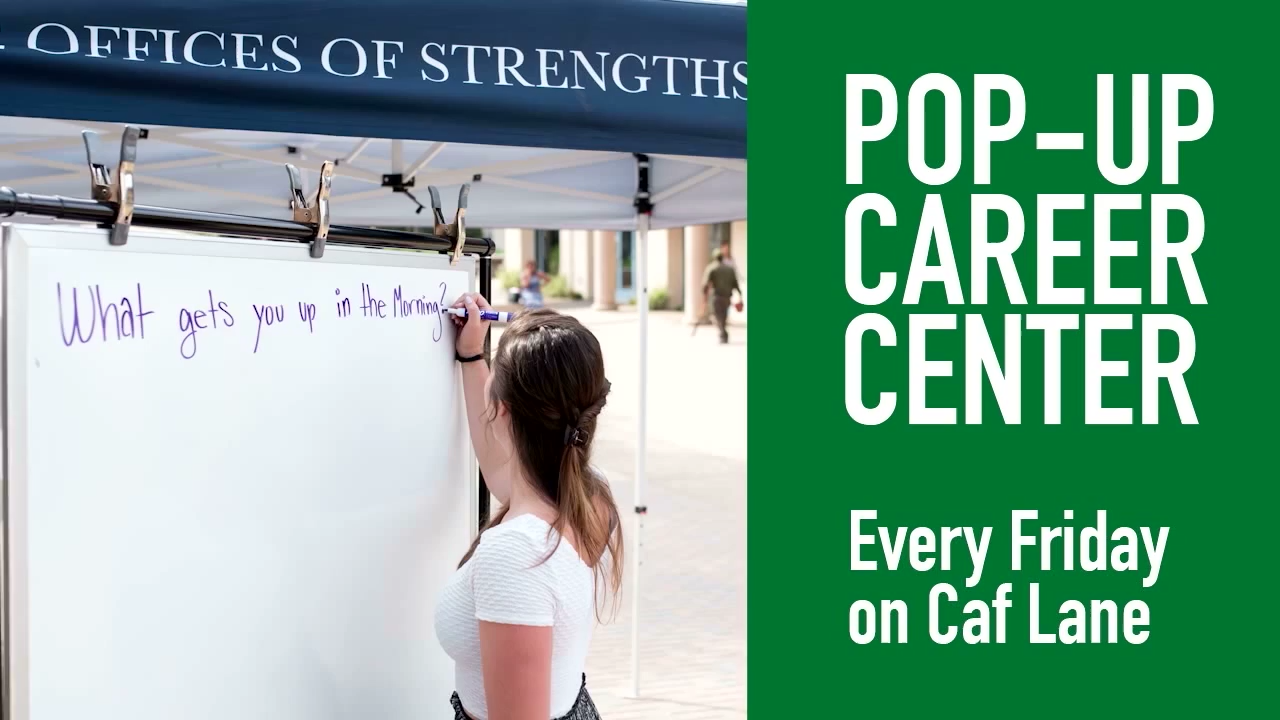 OFFICES OF STRENGTHS
What gets you up in the Morning?
POP-UP
CAREER
CENTER
Every Friday
on Caf Lane